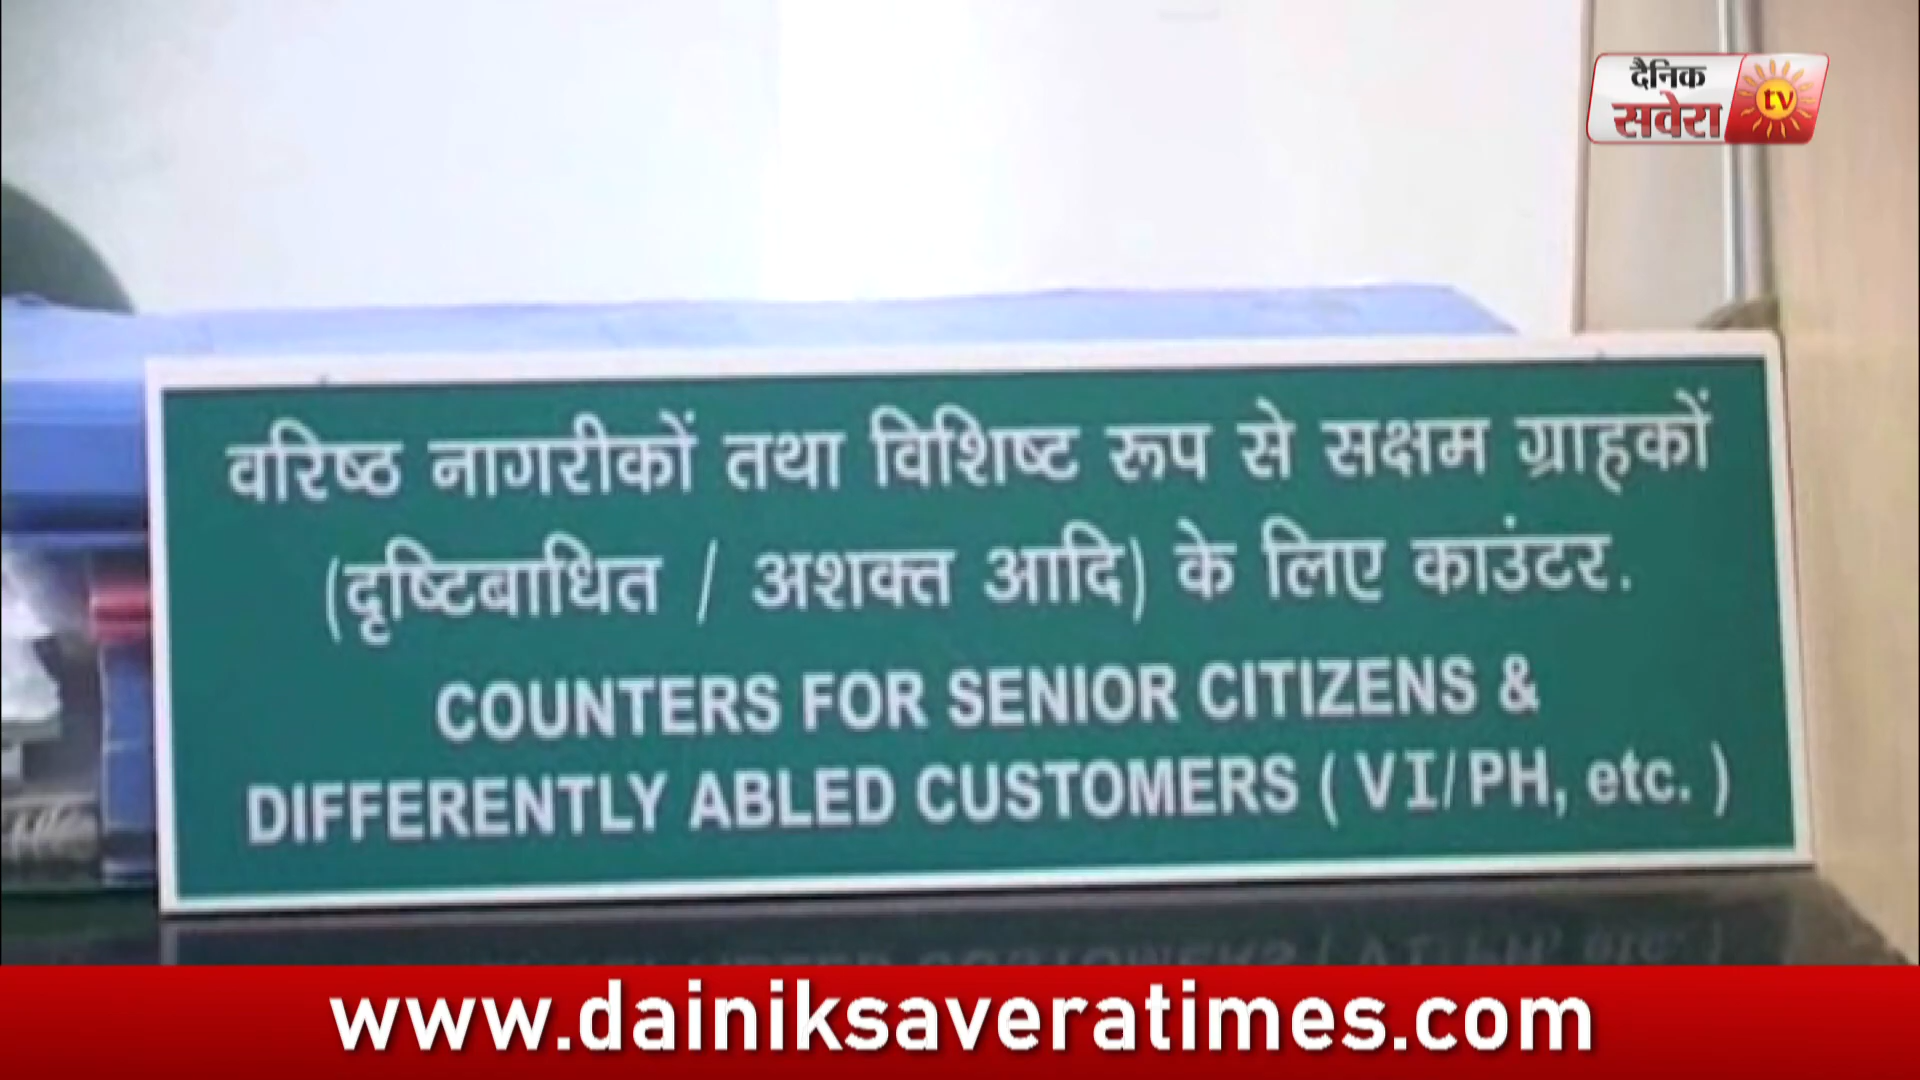 दैनिक
सवेरा tv
वरिष्ठ नागरीकों तथा विशिष्ट रूप से सक्षम ग्राहकों
(दृष्टिबाधित / अशक्त आदि) के लिए काउंटर.
COUNTERS FOR SENIOR CITIZENS &
DIFFERENTLY ABLED CUSTOMERS ( VI/PH, etc. )
www.dainiksaveratimes.com